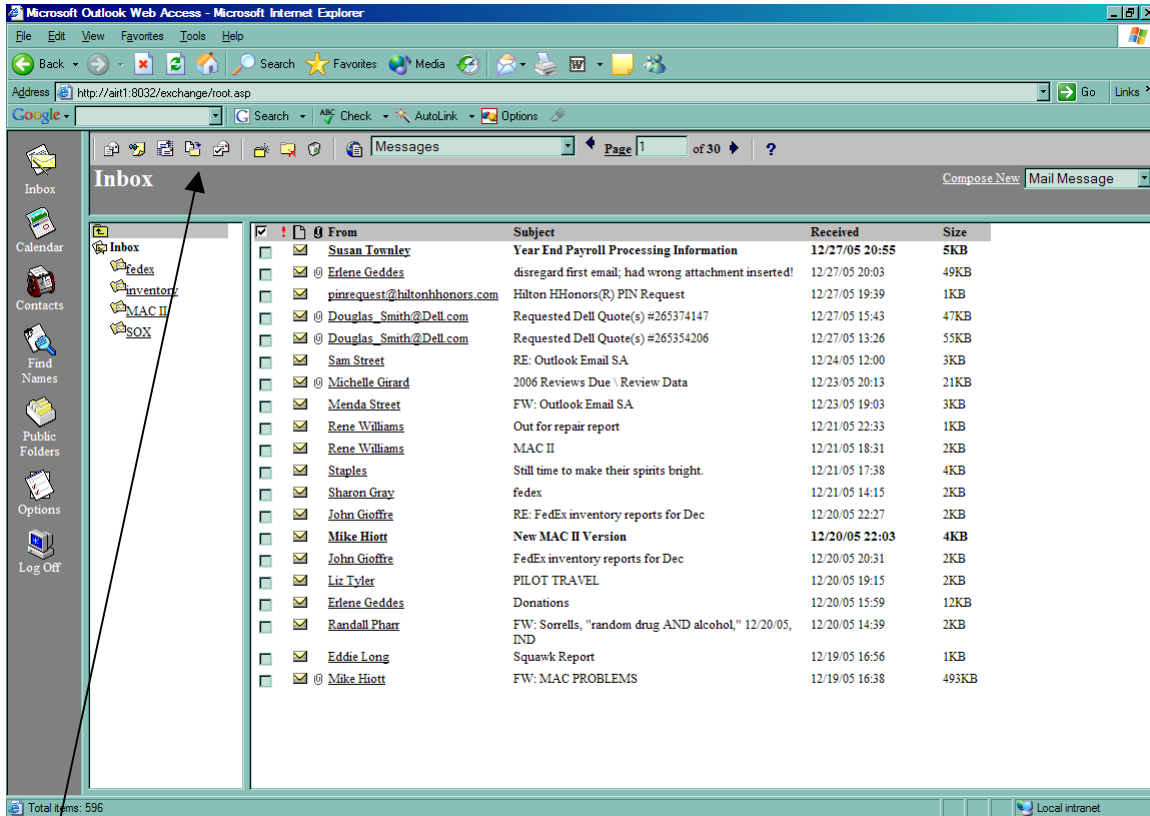 Microsoft Outlook Web Access - Microsoft Internet Explorer
File Edit View Favorites Tools Help
Back Search Favorites Media
Address http://airt1:8032/exchange/root.asp Go Links
Google Search Check AutoLink Options
Messages Page 1 of 30 ?
Inbox
Inbox
Compose New Mail Message
Calendar
Contacts
Find
Names
Public
Folders
Options
Log Off
Inbox
fedex
inventory
MAC II
SOX
From Subject Received Size
Susan Townley Year End Payroll Processing Information 12/27/05 20:55 5KB
Erlene Geddes disregard first email; had wrong attachment inserted! 12/27/05 20:03 49KB
pinrequest@hiltonhhonors.com Hilton HHonors(R) PIN Request 12/27/05 19:39 1KB
Douglas_Smith@Dell.com Requested Dell Quote(s) #265374147 12/27/05 15:43 47KB
Douglas_Smith@Dell.com Requested Dell Quote(s) #265354206 12/27/05 13:26 55KB
Sam Street RE: Outlook Email SA 12/24/05 12:00 3KB
Michelle Girard 2006 Reviews Due \ Review Data 12/23/05 20:13 21KB
Menda Street FW: Outlook Email SA 12/23/05 19:03 3KB
Rene Williams Out for repair report 12/21/05 22:33 1KB
Rene Williams MAC II 12/21/05 18:31 2KB
Staples Still time to make their spirits bright. 12/21/05 17:38 4KB
Sharon Gray fedex 12/21/05 14:15 2KB
John Gioffre RE: FedEx inventory reports for Dec 12/20/05 22:27 2KB
Mike Hiott New MAC II Version 12/20/05 22:03 4KB
John Gioffre FedEx inventory reports for Dec 12/20/05 20:31 2KB
Liz Tyler PILOT TRAVEL 12/20/05 19:15 2KB
Erlene Geddes Donations 12/20/05 15:59 12KB
Randall Pharr FW: Sorrells, "random drug AND alcohol," 12/20/05, 12/20/05 14:39 2KB
IND
Eddie Long Squawk Report 12/19/05 16:56 1KB
Mike Hiott FW: MAC PROBLEMS 12/19/05 16:38 493KB
Total items: 596 Local intranet